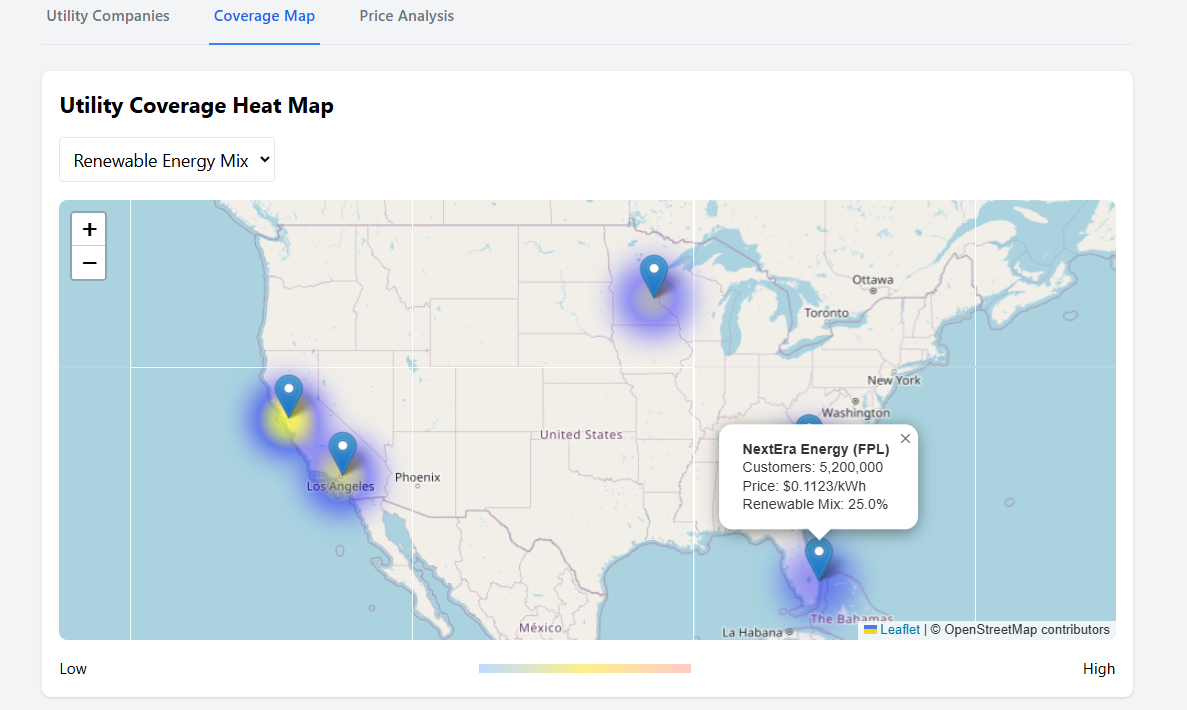 Utility Companies
Coverage Map
Price Analysis
Utility Coverage Heat Map
Renewable Energy Mix
+
−
Ottawa
Toronto
New York
Washington
United States
Phoenix
Los Angeles
NextEra Energy (FPL)
×
Customers: 5,200,000
Price: $0.1123/kWh
Renewable Mix: 25.0%
The Bahamas
México
La Habana
Leaflet | © OpenStreetMap contributors
Low
High